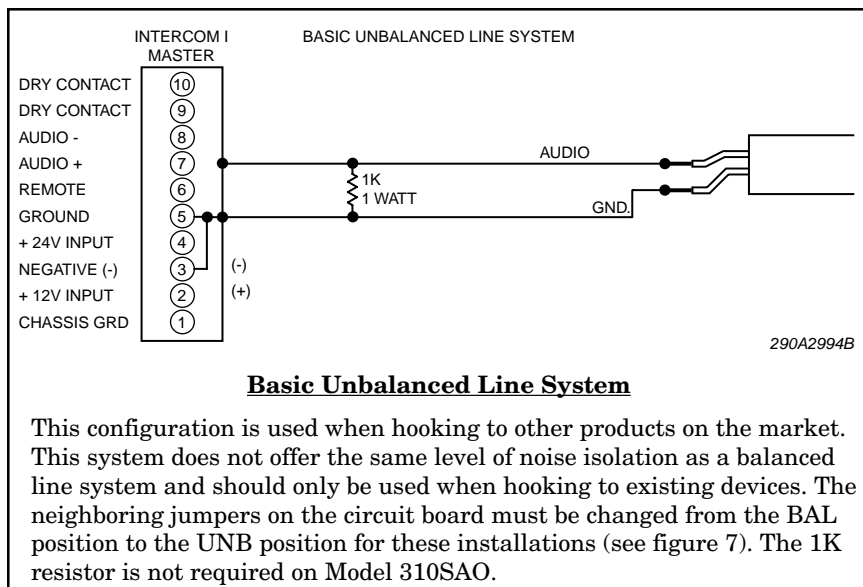 INTERCOM I
MASTER
BASIC UNBALANCED LINE SYSTEM
DRY CONTACT 10
DRY CONTACT 9
AUDIO - 8
AUDIO + 7
AUDIO
REMOTE 6
1K
1 WATT
GROUND 5
GND.
+ 24V INPUT 4
NEGATIVE (-) 3 (-)
+ 12V INPUT 2 (+)
CHASSIS GRD 1
290A2994B
Basic Unbalanced Line System
This configuration is used when hooking to other products on the market.
This system does not offer the same level of noise isolation as a balanced
line system and should only be used when hooking to existing devices. The
neighboring jumpers on the circuit board must be changed from the BAL
position to the UNB position for these installations (see figure 7). The 1K
resistor is not required on Model 310SAO.